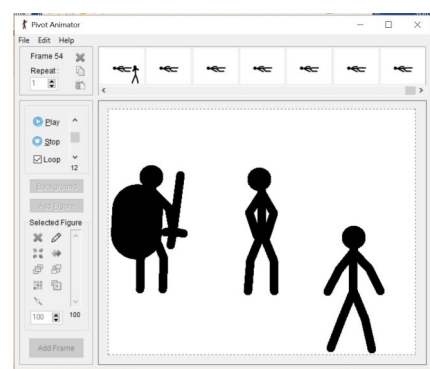 Pivot Animator
File Edit Help
Frame 54
Repeat:
1
Play
Stop
Loop
12
Background
Add Figure
Selected Figure
100
100
Add Frame